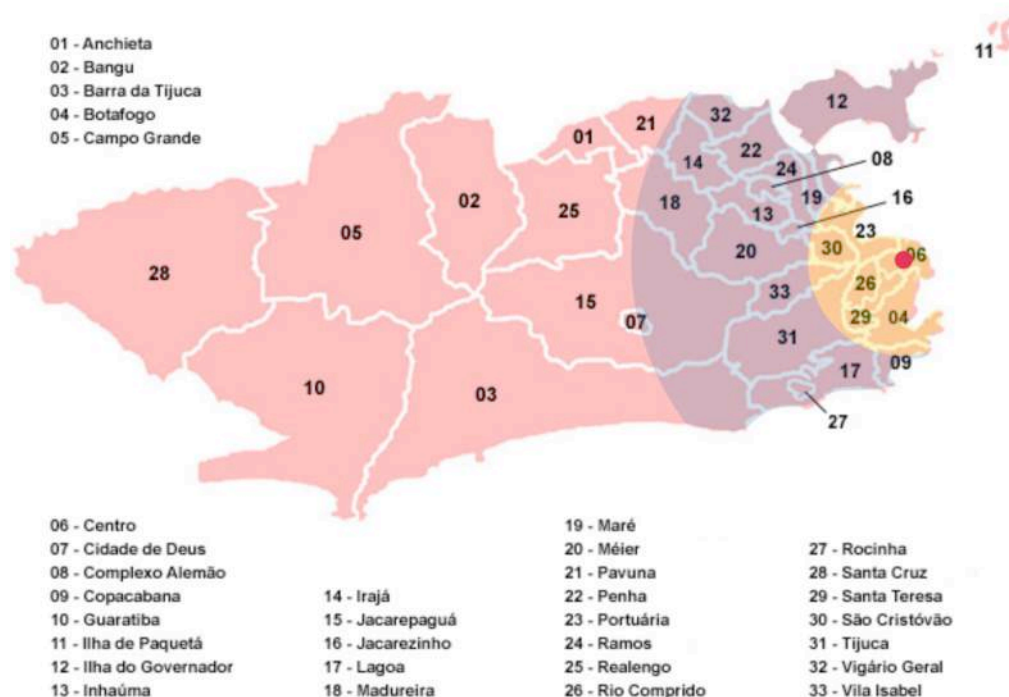 01 - Anchieta
02 - Bangu
03 - Barra da Tijuca
04 - Botafogo
05 - Campo Grande
11
12
32
21
01
22
14
24
08
19
16
02
25
18
13
05
23
30
06
20
28
26
33
15
07
29
04
31
09
17
10
03
27
06 - Centro
07 - Cidade de Deus
08 - Complexo Alemão
09 - Copacabana
10 - Guaratiba
11 - Ilha de Paquetá
12 - Ilha do Governador
13 - Inhaúma
14 - Irajá
15 - Jacarepaguá
16 - Jacarezinho
17 - Lagoa
18 - Madureira
19 - Maré
20 - Méier
21 - Pavuna
22 - Penha
23 - Portuária
24 - Ramos
25 - Realengo
26 - Rio Comprido
27 - Rocinha
28 - Santa Cruz
29 - Santa Teresa
30 - São Cristóvão
31 - Tijuca
32 - Vigário Geral
33 - Vila Isabel